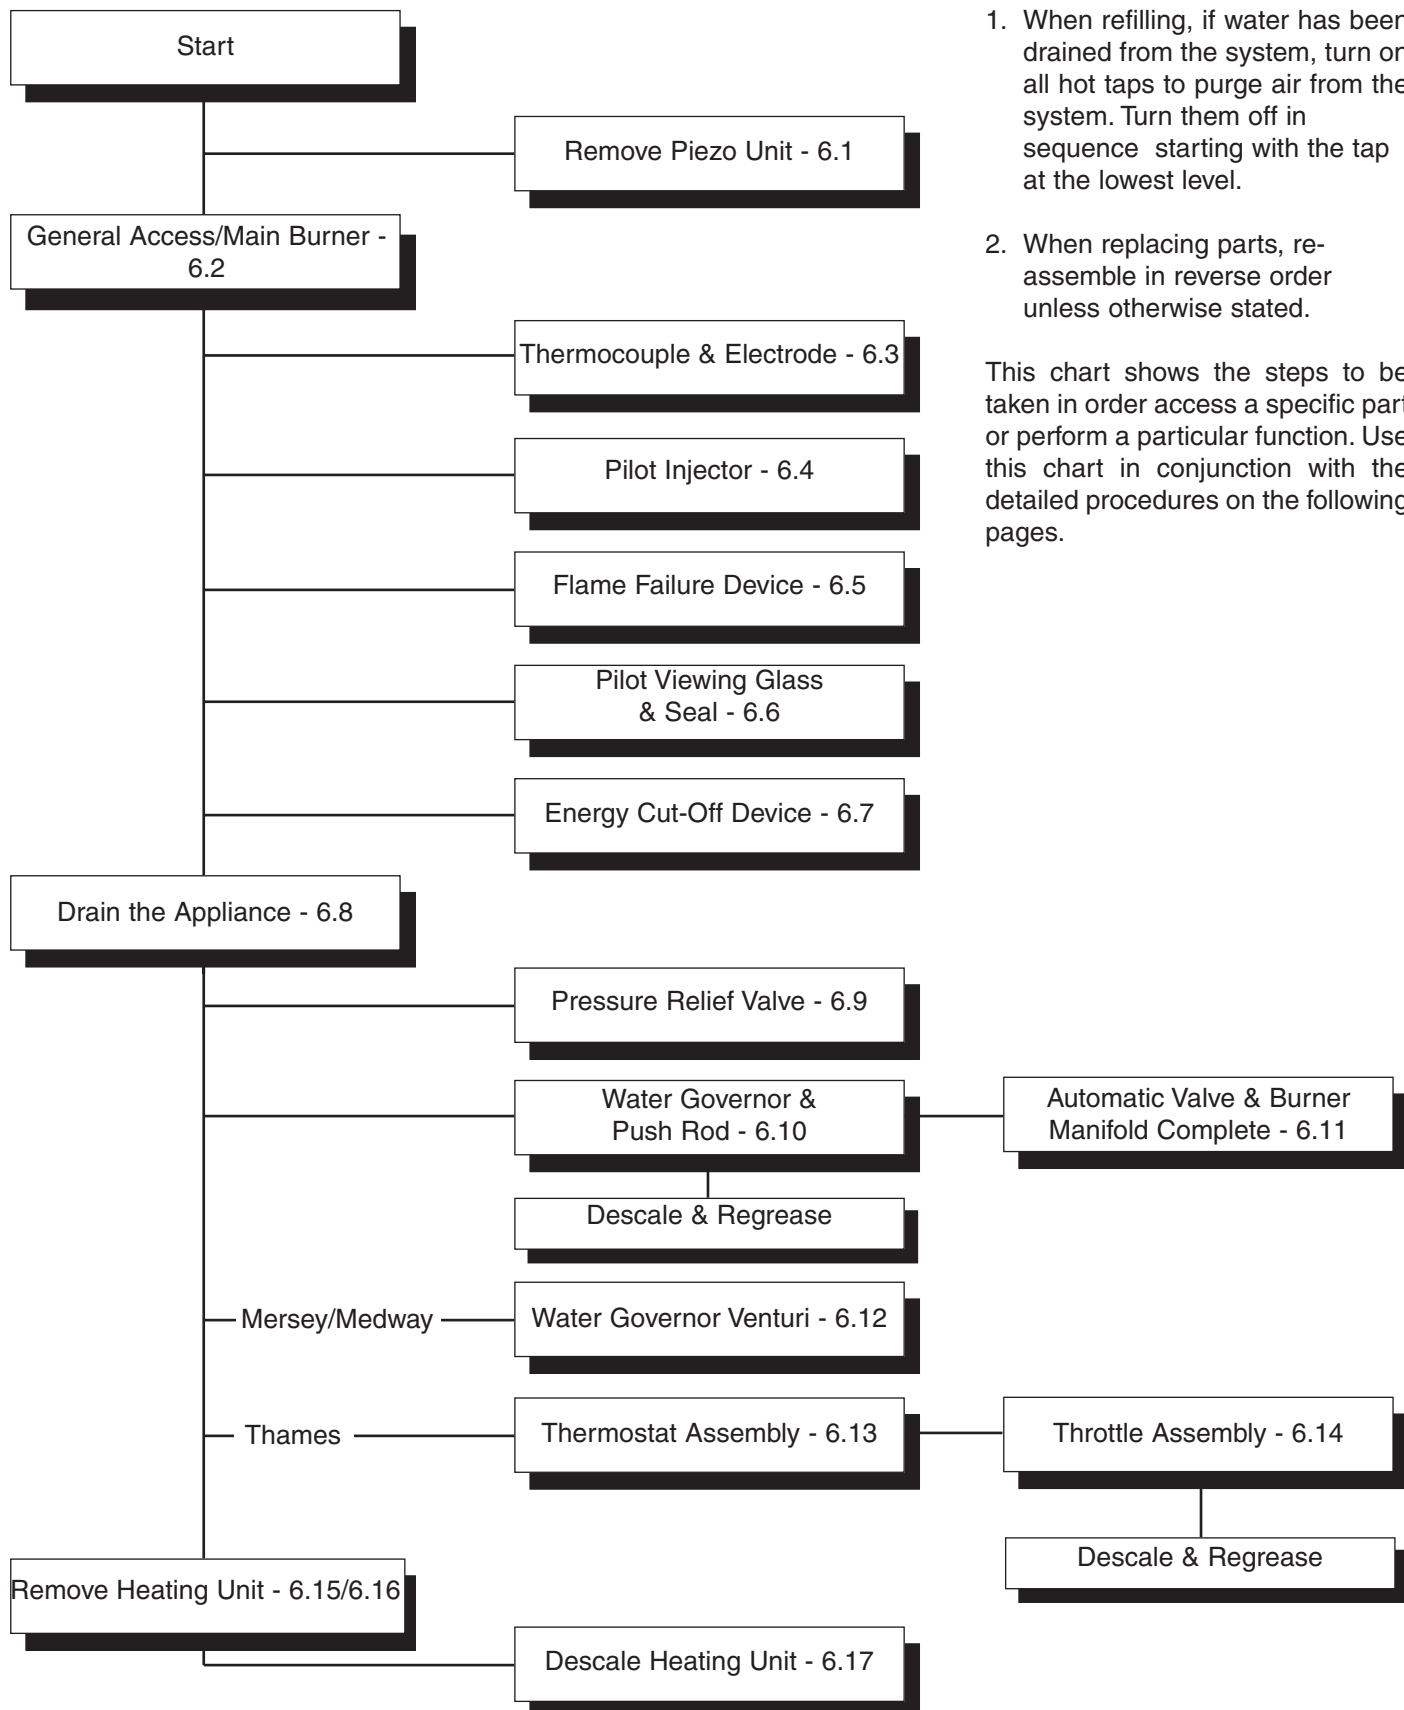 Start
Remove Piezo Unit - 6.1
General Access/Main Burner -
6.2
Thermocouple & Electrode - 6.3
Pilot Injector - 6.4
Flame Failure Device - 6.5
Pilot Viewing Glass
& Seal - 6.6
Energy Cut-Off Device - 6.7
Drain the Appliance - 6.8
Pressure Relief Valve - 6.9
Water Governor &
Push Rod - 6.10
Automatic Valve & Burner
Manifold Complete - 6.11
Descale & Regrease
Mersey/Medway
Water Governor Venturi - 6.12
Thames
Thermostat Assembly - 6.13
Throttle Assembly - 6.14
Descale & Regrease
Remove Heating Unit - 6.15/6.16
Descale Heating Unit - 6.17
1. When refilling, if water has been
drained from the system, turn on
all hot taps to purge air from the
system. Turn them off in
sequence starting with the tap
at the lowest level.
2. When replacing parts, re-
assemble in reverse order
unless otherwise stated.
This chart shows the steps to be
taken in order access a specific part
or perform a particular function. Use
this chart in conjunction with the
detailed procedures on the following
pages.